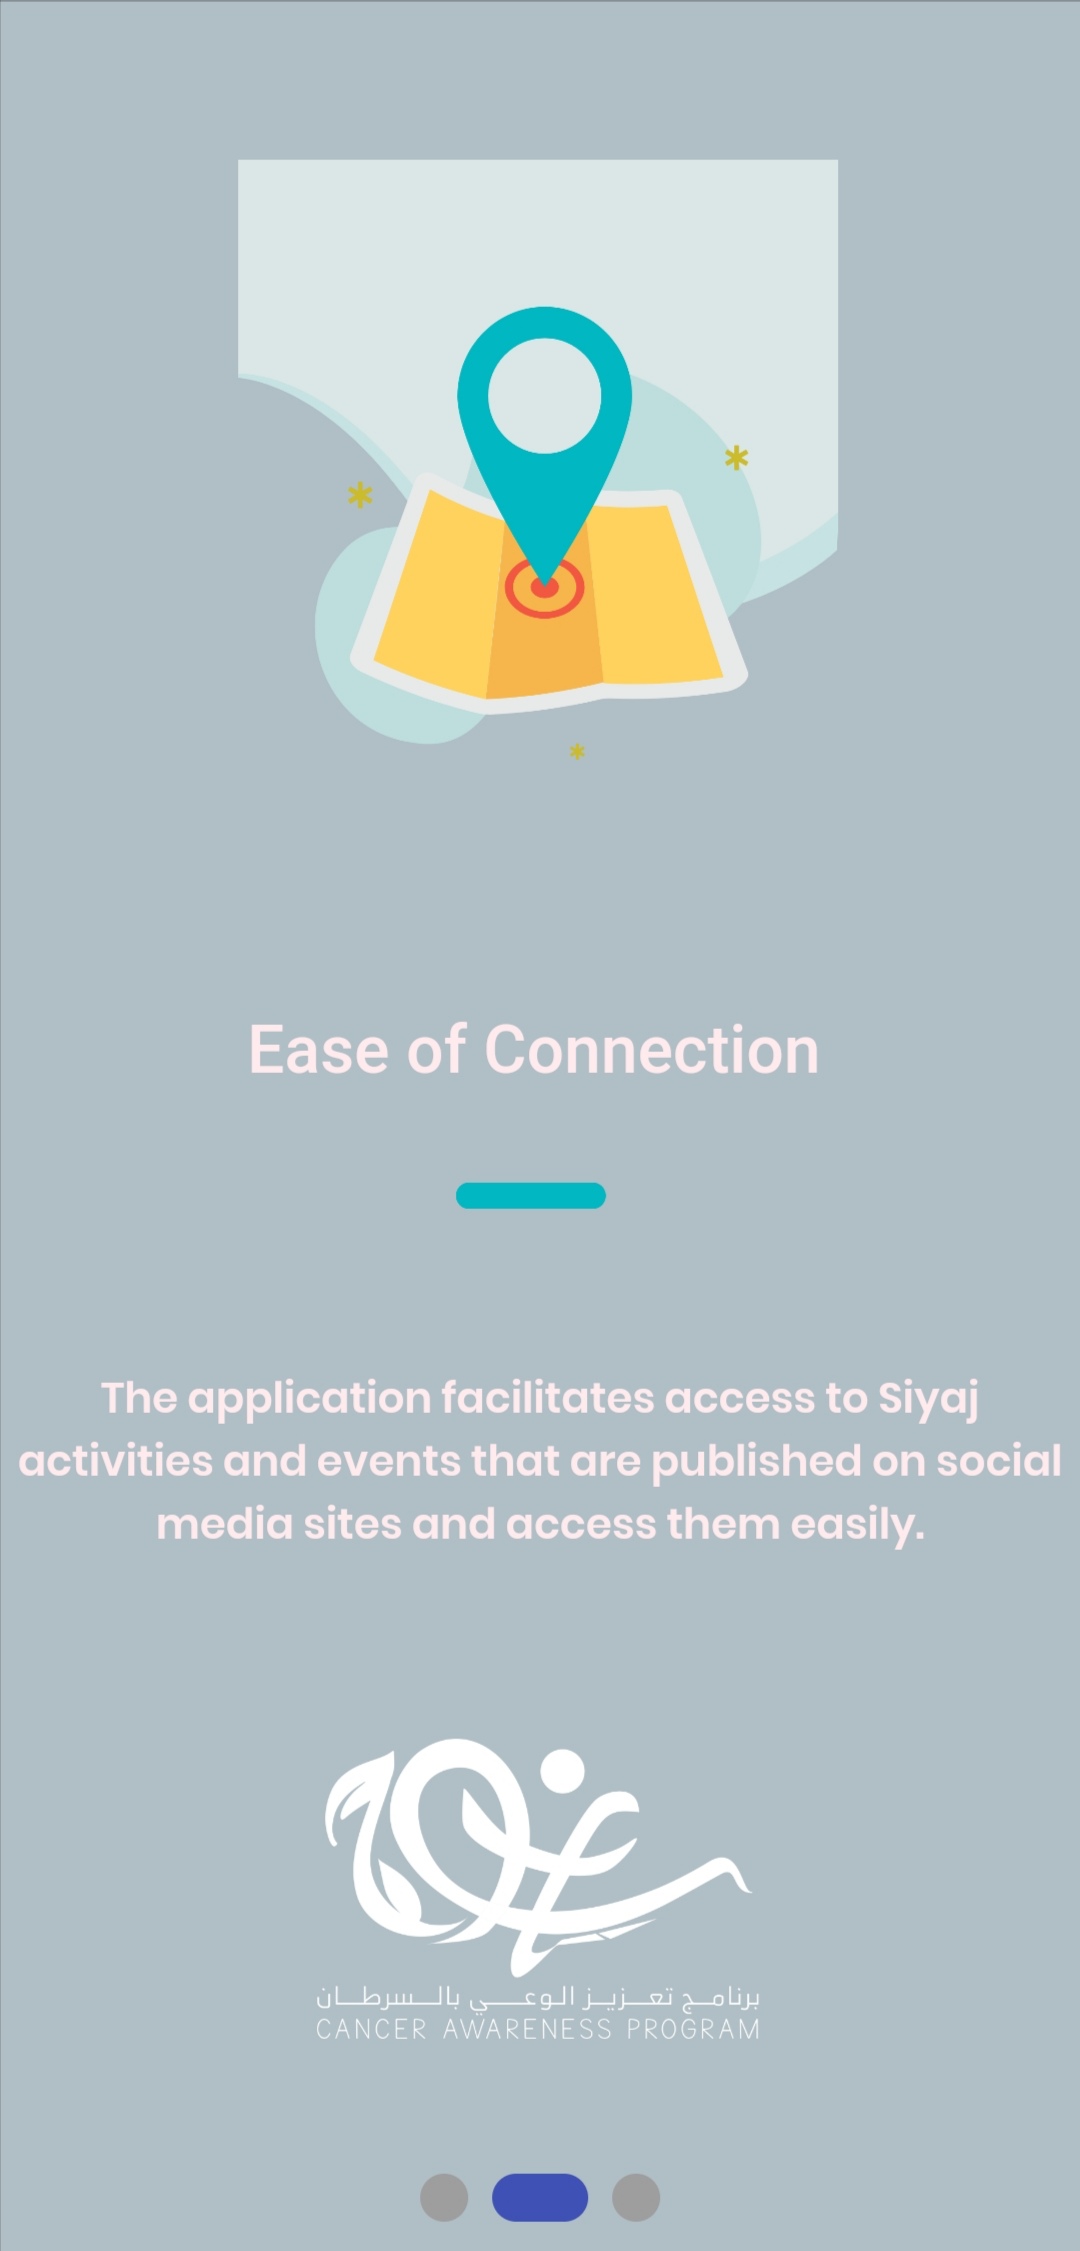 Ease of Connection
The application facilitates access to Siyaj
activities and events that are published on social
media sites and access them easily.
برنامج تعزيز الوعي بالسرطان
CANCER AWARENESS PROGRAM